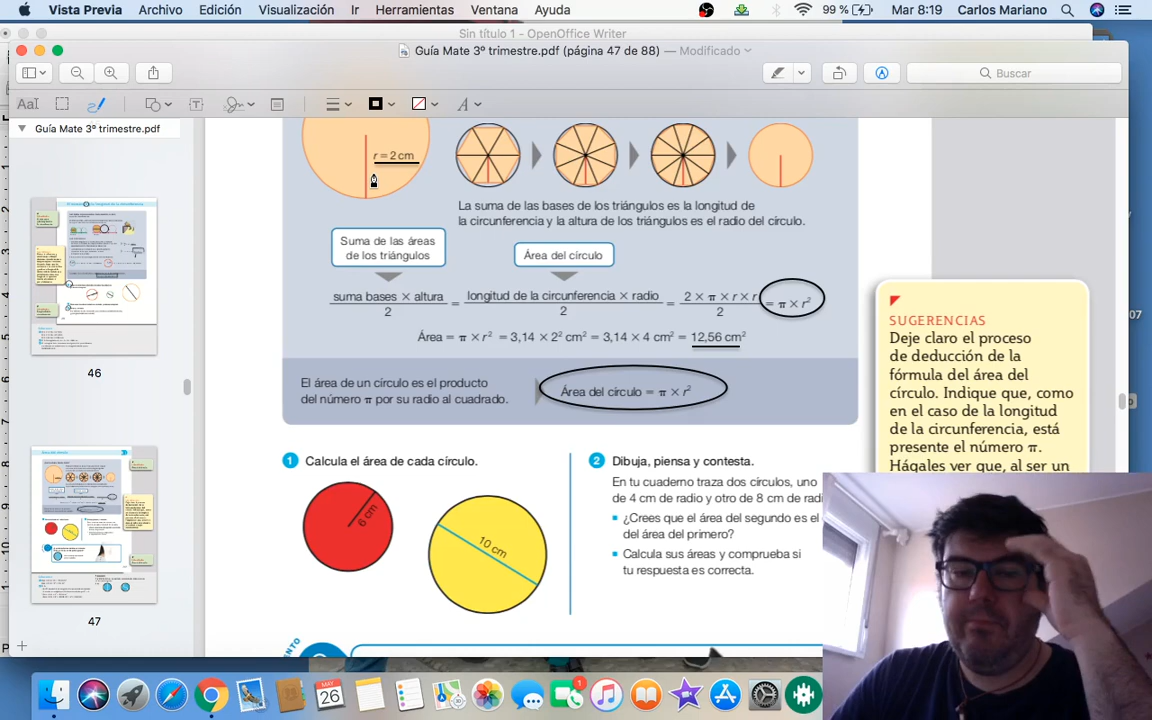 Vista Previa Archivo Edición Visualización Ir Herramientas Ventana Ayuda 99 % Mar 8:19 Carlos Mariano
Sin título 1 - OpenOffice Writer
Guía Mate 3º trimestre.pdf (página 47 de 88) — Modificado
Buscar
Guía Mate 3º trimestre.pdf
46
47
r = 2 cm
La suma de las bases de los triángulos es la longitud de
la circunferencia y la altura de los triángulos es el radio del círculo.
Suma de las áreas
de los triángulos
Área del círculo
suma bases × altura / 2 = longitud de la circunferencia × radio / 2 = 2 × π × r × r / 2 = π × r²
Área = π × r² = 3,14 × 2² cm² = 3,14 × 4 cm² = 12,56 cm²
El área de un círculo es el producto
del número π por su radio al cuadrado.
Área del círculo = π × r²
1 Calcula el área de cada círculo.
6 cm
10 cm
2 Dibuja, piensa y contesta.
En tu cuaderno traza dos círculos, uno
de 4 cm de radio y otro de 8 cm de radi
¿Crees que el área del segundo es el
del área del primero?
Calcula sus áreas y comprueba si
tu respuesta es correcta.
SUGERENCIAS
Deje claro el proceso
de deducción de la
fórmula del área del
círculo. Indique que, como
en el caso de la longitud
de la circunferencia, está
presente el número π.
Hágales ver que, al ser un
07
MAY
26
1